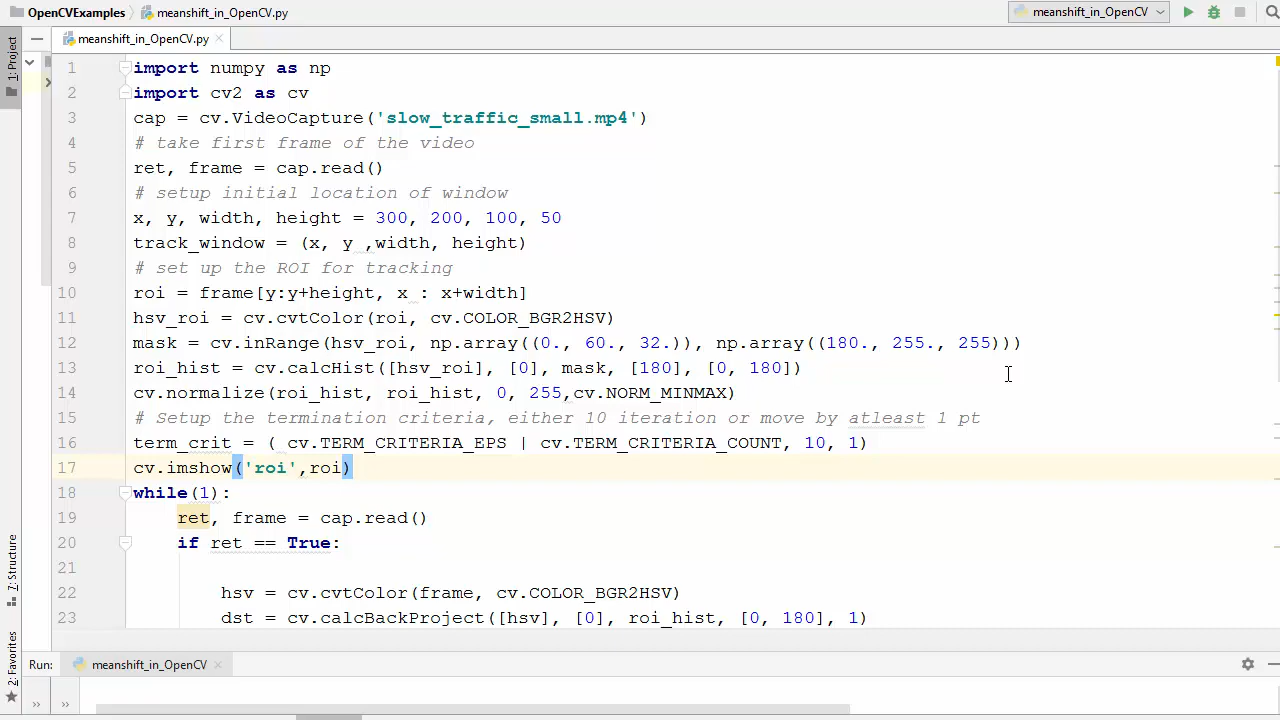 OpenCVExamples meanshift_in_OpenCV.py meanshift_in_OpenCV
1: Project meanshift_in_OpenCV.py
1 import numpy as np
2 import cv2 as cv
3 cap = cv.VideoCapture('slow_traffic_small.mp4')
4 # take first frame of the video
5 ret, frame = cap.read()
6 # setup initial location of window
7 x, y, width, height = 300, 200, 100, 50
8 track_window = (x, y ,width, height)
9 # set up the ROI for tracking
10 roi = frame[y:y+height, x : x+width]
11 hsv_roi = cv.cvtColor(roi, cv.COLOR_BGR2HSV)
12 mask = cv.inRange(hsv_roi, np.array((0., 60., 32.)), np.array((180., 255., 255)))
13 roi_hist = cv.calcHist([hsv_roi], [0], mask, [180], [0, 180])
14 cv.normalize(roi_hist, roi_hist, 0, 255,cv.NORM_MINMAX)
15 # Setup the termination criteria, either 10 iteration or move by atleast 1 pt
16 term_crit = ( cv.TERM_CRITERIA_EPS | cv.TERM_CRITERIA_COUNT, 10, 1)
17 cv.imshow('roi',roi)
18 while(1):
19 ret, frame = cap.read()
20 if ret == True:
21
22 hsv = cv.cvtColor(frame, cv.COLOR_BGR2HSV)
23 dst = cv.calcBackProject([hsv], [0], roi_hist, [0, 180], 1)
7: Structure
2: Favorites
Run: meanshift_in_OpenCV